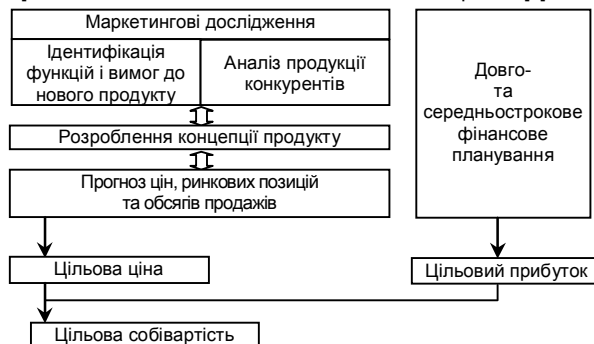 Маркетингові дослідження
Ідентифікація
функцій і вимог до
нового продукту
Аналіз продукції
конкурентів
Розроблення концепції продукту
Прогноз цін, ринкових позицій
та обсягів продажів
Довго-
та
середньострокове
фінансове
планування
Цільова ціна
Цільовий прибуток
Цільова собівартість